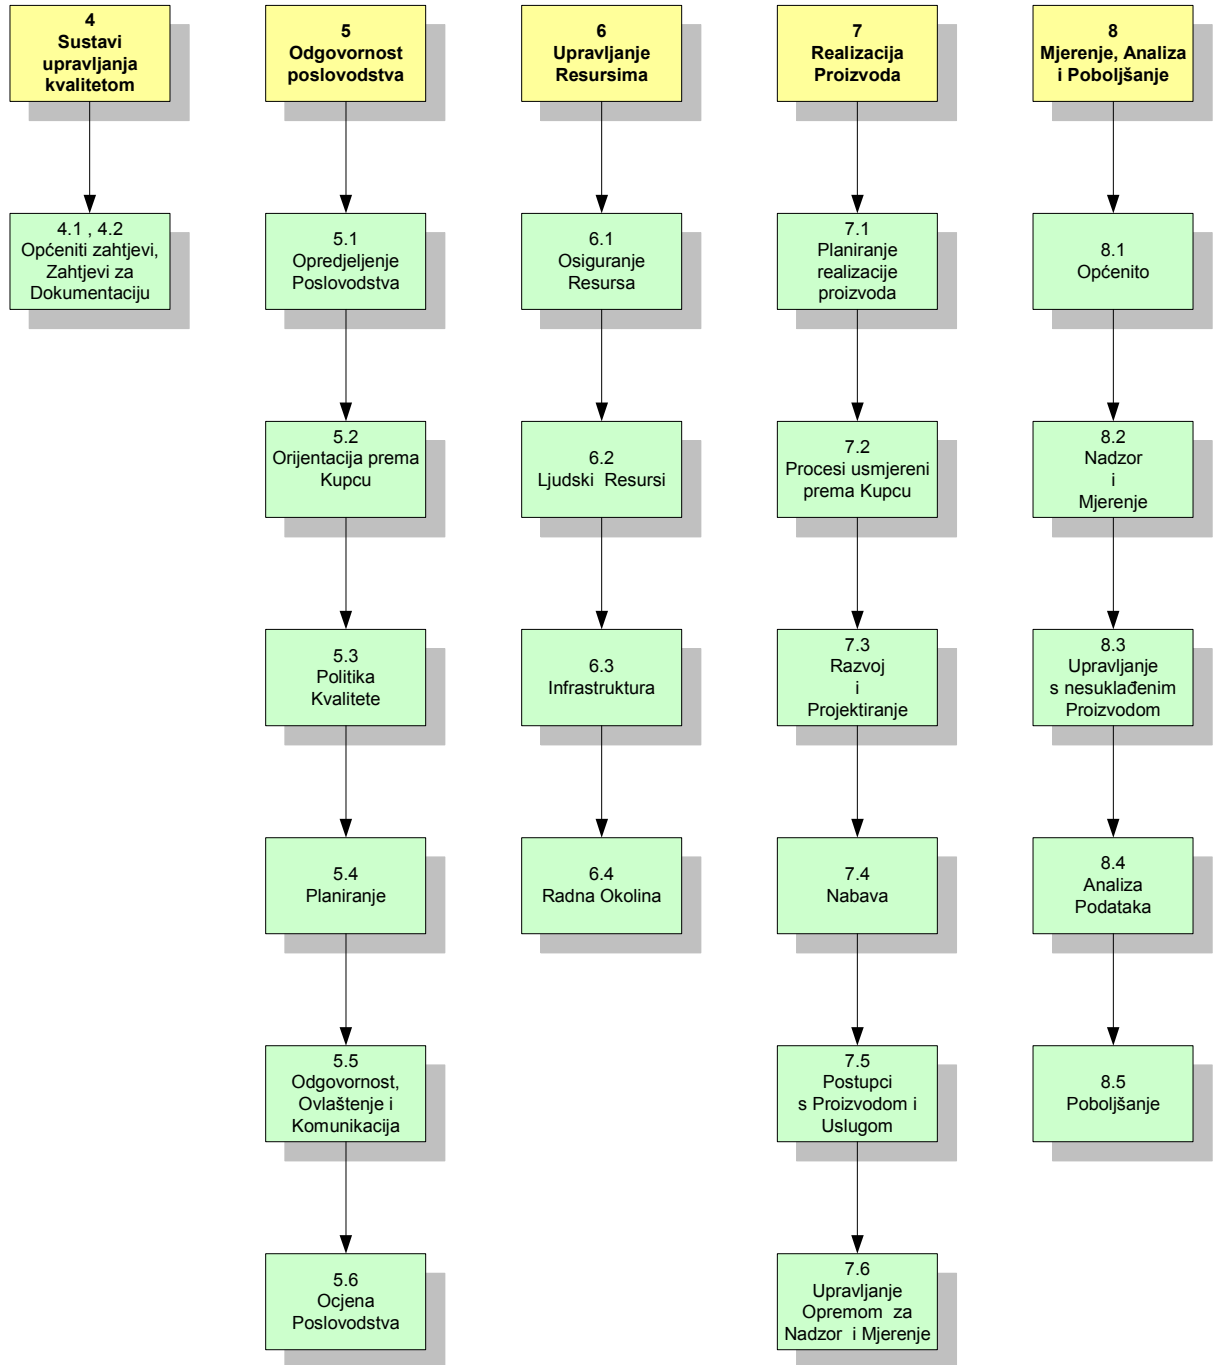 4
Sustavi
upravljanja
kvalitetom
4.1 , 4.2
Općeniti zahtjevi,
Zahtjevi za
Dokumentaciju
5
Odgovornost
poslovodstva
5.1
Opredjeljenje
Poslovodstva
5.2
Orijentacija prema
Kupcu
5.3
Politika
Kvalitete
5.4
Planiranje
5.5
Odgovornost,
Ovlaštenje i
Komunikacija
5.6
Ocjena
Poslovodstva
6
Upravljanje
Resursima
6.1
Osiguranje
Resursa
6.2
Ljudski Resursi
6.3
Infrastruktura
6.4
Radna Okolina
7
Realizacija
Proizvoda
7.1
Planiranje
realizacije
proizvoda
7.2
Procesi usmjereni
prema Kupcu
7.3
Razvoj
i
Projektiranje
7.4
Nabava
7.5
Postupci
s Proizvodom i
Uslugom
7.6
Upravljanje
Opremom za
Nadzor i Mjerenje
8
Mjerenje, Analiza
i Poboljšanje
8.1
Općenito
8.2
Nadzor
i
Mjerenje
8.3
Upravljanje
s nesuklađenim
Proizvodom
8.4
Analiza
Podataka
8.5
Poboljšanje